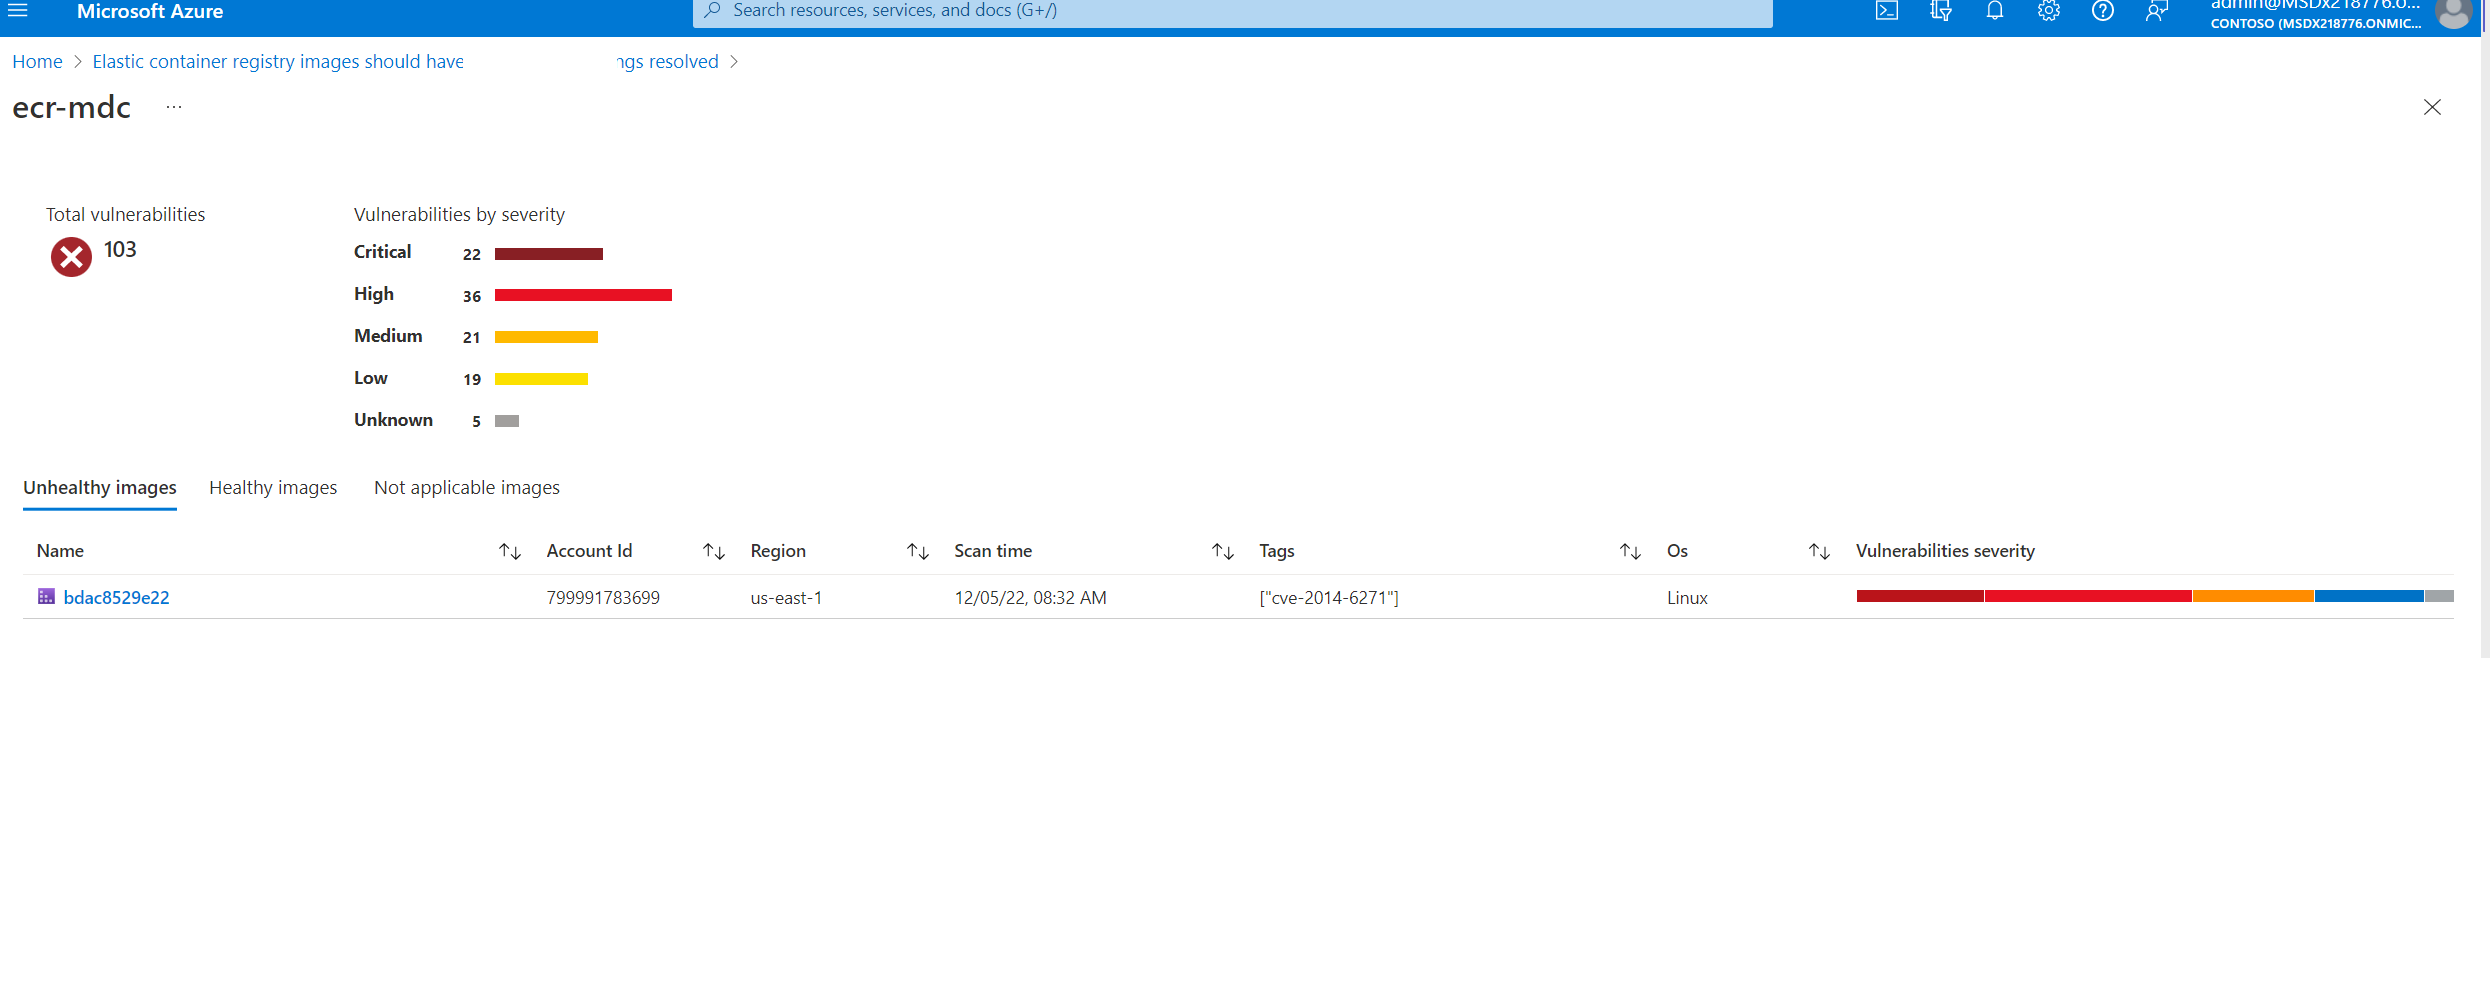 Microsoft Azure
Search resources, services, and docs (G+/)
admin@MSDx218776.o...
CONTOSO (MSDX218776.ONMIC...
Home > Elastic container registry images should have ngs resolved >
ecr-mdc ...
Total vulnerabilities
103
Vulnerabilities by severity
Critical 22
High 36
Medium 21
Low 19
Unknown 5
Unhealthy images Healthy images Not applicable images
Name Account Id Region Scan time Tags Os Vulnerabilities severity
bdac8529e22 799991783699 us-east-1 12/05/22, 08:32 AM ["cve-2014-6271"] Linux